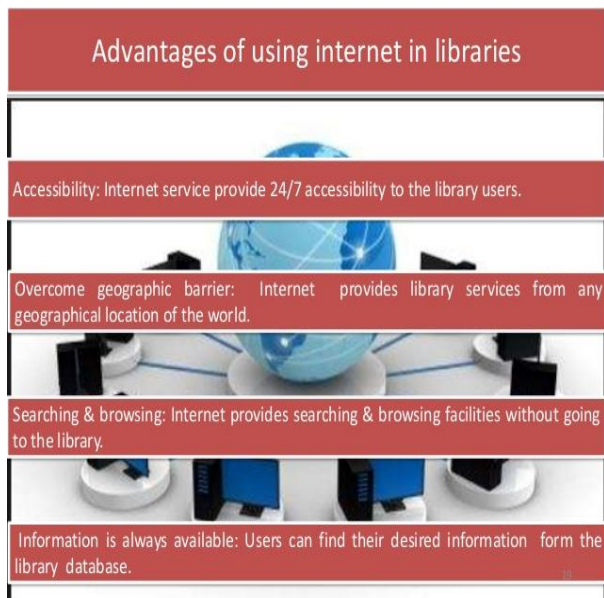 Advantages of using internet in libraries
Accessibility: Internet service provide 24/7 accessibility to the library users.
Overcome geographic barrier: Internet provides library services from any
geographical location of the world.
Searching & browsing: Internet provides searching & browsing facilities without going
to the library.
Information is always available: Users can find their desired information form the
library database.
19